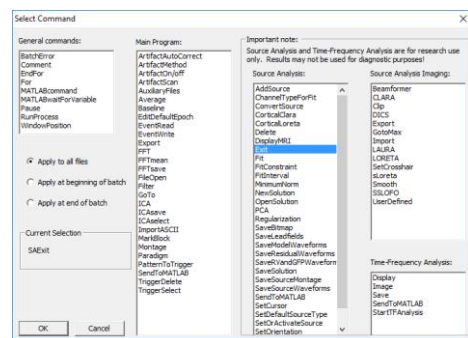 Select Command
General commands:
BatchError
Comment
EndFor
For
MATLABcommand
MATLABwaitForVariable
Pause
RunProcess
WindowPosition
Apply to all files
Apply at beginning of batch
Apply at end of batch
Current Selection
SAExit
OK
Cancel
Main Program:
ArtifactAutoCorrect
ArtifactMethod
ArtifactOn/off
ArtifactScan
AuxiliaryFiles
Average
Baseline
EditDefaultEpoch
EventRead
EventWrite
Export
FFT
FFTmean
FFTsave
FileOpen
Filter
GoTo
ICA
ICAsave
ICAselect
ImportASCII
MarkBlock
Montage
Paradigm
PatternToTrigger
SendToMATLAB
TriggerDelete
TriggerSelect
Important note:
Source Analysis and Time-Frequency Analysis are for research use
only. Results may not be used for diagnostic purposes!
Source Analysis:
AddSource
ChannelTypeForFit
ConvertSource
CorticalClara
CorticalLoreta
Delete
DisplayMRI
Exit
Fit
FitConstraint
FitInterval
MinimumNorm
NewSolution
OpenSolution
PCA
Regularization
SaveBitmap
SaveLeadfields
SaveModelWaveforms
SaveResidualWaveforms
SaveRVandGFPWaveform
SaveSolution
SaveSourceMontage
SaveSourceWaveforms
SendToMATLAB
SetCursor
SetDefaultSourceType
SetOrActivateSource
SetOrientation
Source Analysis Imaging:
Beamformer
CLARA
Clip
DICS
Export
GotoMax
Import
LAURA
LORETA
SetCrosshair
sLoreta
Smooth
SSLOFO
UserDefined
Time-Frequency Analysis:
Display
Image
Save
SendToMATLAB
StartTFAnalysis